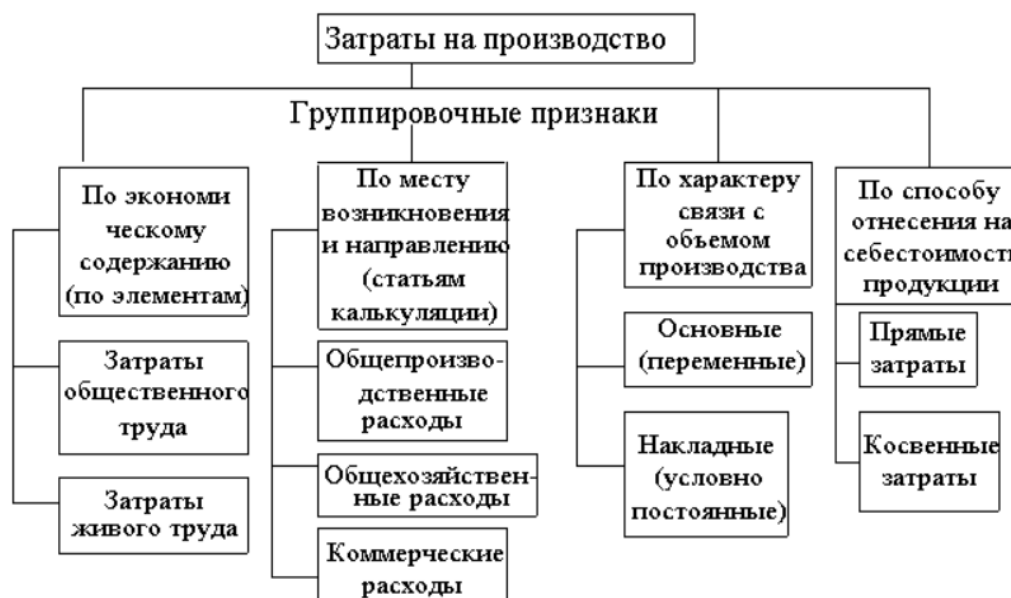 Затраты на производство
Группировочные признаки
По экономи
ческому
содержанию
(по элементам)
Затраты
общественного
труда
Затраты
живого труда
По месту
возникновения
и направлению
(статьям
калькуляции)
Общепроизво-
дственные
расходы
Общехозяйствен-
ные расходы
Коммерческие
расходы
По характеру
связи с
объемом
производства
Основные
(переменные)
Накладные
(условно
постоянные)
По способу
отнесения на
себестоимость
продукции
Прямые
затраты
Косвенные
затраты